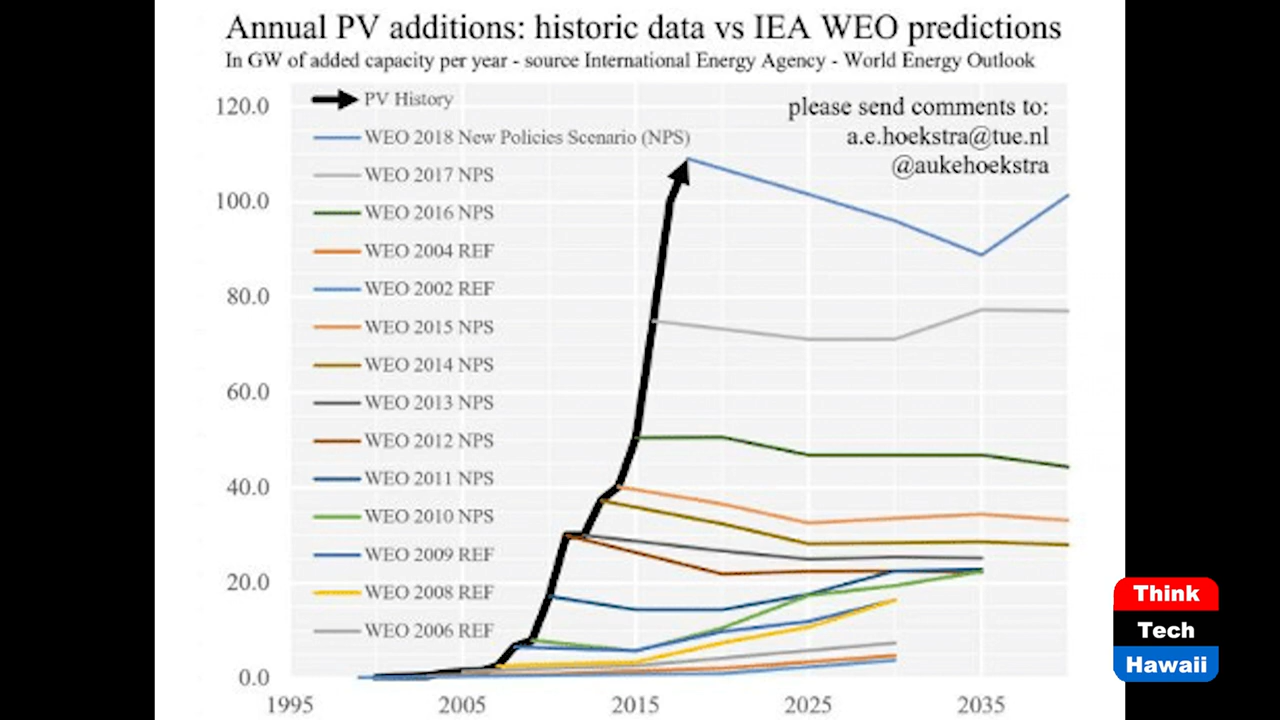 Annual PV additions: historic data vs IEA WEO predictions
In GW of added capacity per year - source International Energy Agency - World Energy Outlook
120.0
100.0
80.0
60.0
40.0
20.0
0.0
PV History
WEO 2018 New Policies Scenario (NPS)
WEO 2017 NPS
WEO 2016 NPS
WEO 2004 REF
WEO 2002 REF
WEO 2015 NPS
WEO 2014 NPS
WEO 2013 NPS
WEO 2012 NPS
WEO 2011 NPS
WEO 2010 NPS
WEO 2009 REF
WEO 2008 REF
WEO 2006 REF
please send comments to:
a.e.hoekstra@tue.nl
@aukehoekstra
1995
2005
2015
2025
2035
Think
Tech
Hawaii